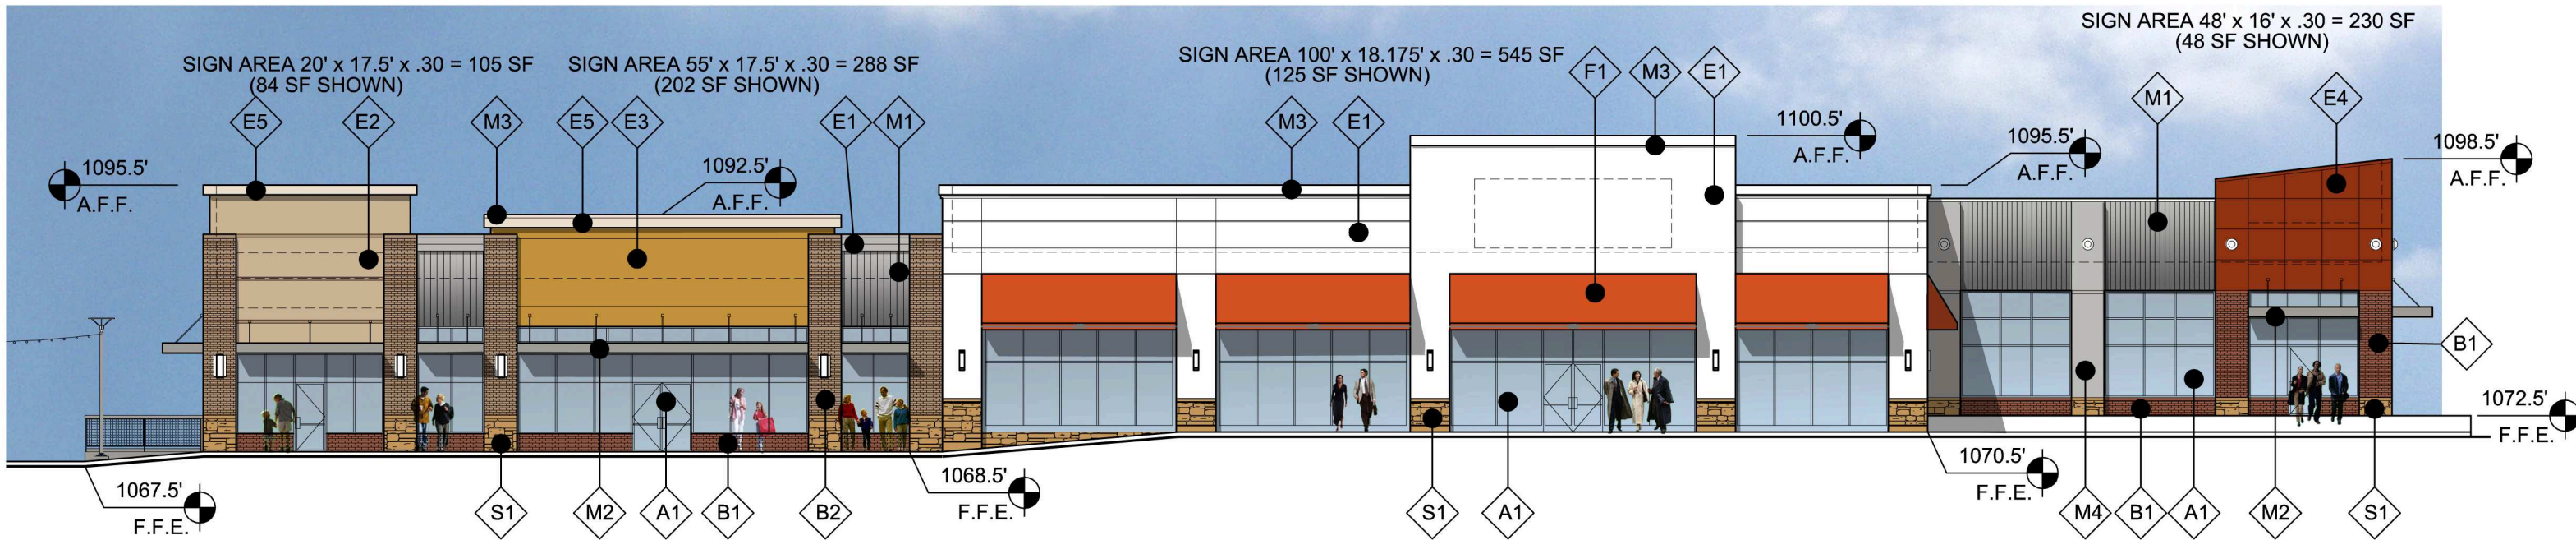 SIGN AREA 20' x 17.5' x .30 = 105 SF
(84 SF SHOWN)
SIGN AREA 55' x 17.5' x .30 = 288 SF
(202 SF SHOWN)
SIGN AREA 100' x 18.175' x .30 = 545 SF
(125 SF SHOWN)
SIGN AREA 48' x 16' x .30 = 230 SF
(48 SF SHOWN)
E5
E2
M3
E5
E3
E1
M1
M3
E1
F1
M3
E1
M1
E4
1095.5'
A.F.F.
1092.5'
A.F.F.
1100.5'
A.F.F.
1095.5'
A.F.F.
1098.5'
A.F.F.
B1
1072.5'
F.F.E.
1067.5'
F.F.E.
S1
M2
A1
B1
B2
1068.5'
F.F.E.
S1
A1
1070.5'
F.F.E.
M4
B1
A1
M2
S1